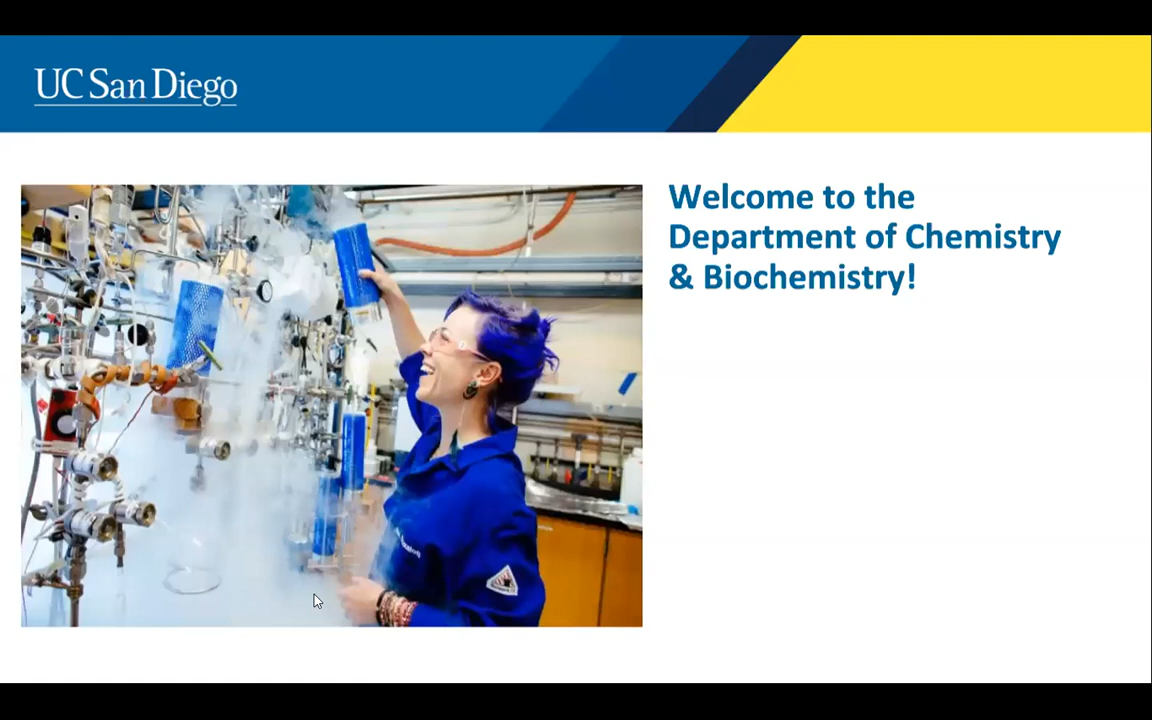 UC San Diego
Welcome to the
Department of Chemistry
& Biochemistry!